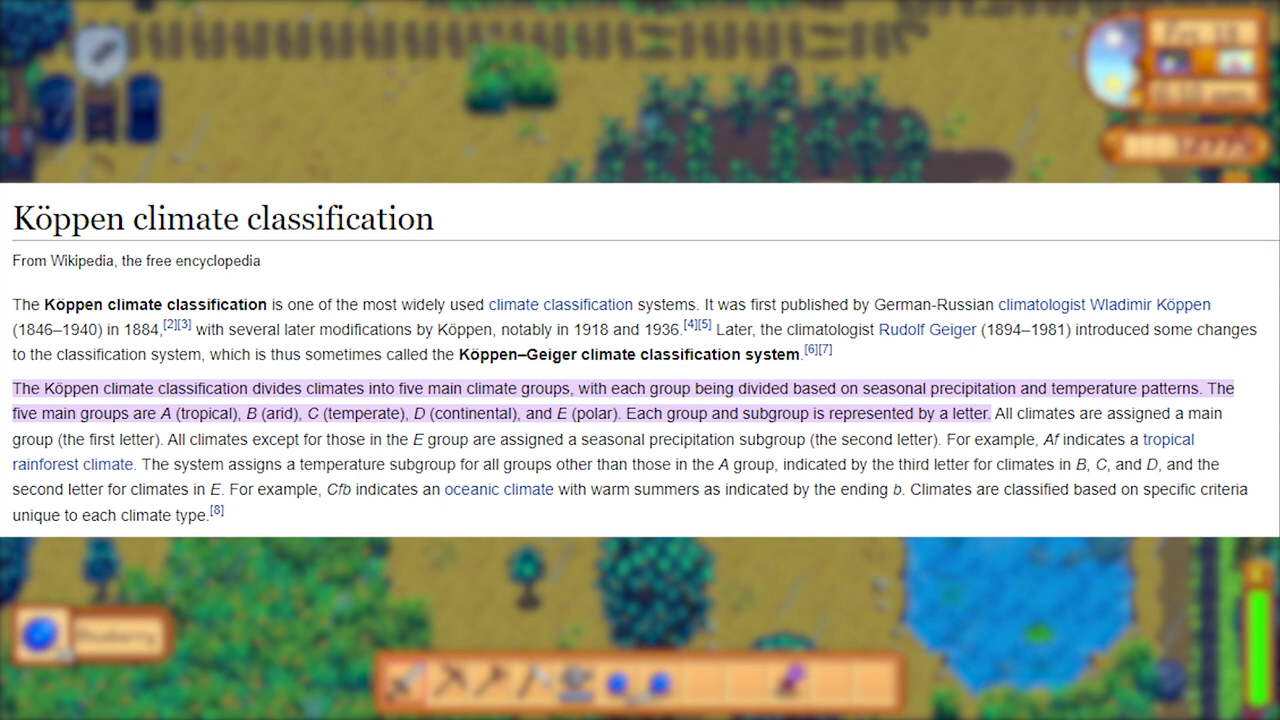 Köppen climate classification
From Wikipedia, the free encyclopedia
The Köppen climate classification is one of the most widely used climate classification systems. It was first published by German-Russian climatologist Wladimir Köppen
(1846–1940) in 1884,[2][3] with several later modifications by Köppen, notably in 1918 and 1936.[4][5] Later, the climatologist Rudolf Geiger (1894–1981) introduced some changes
to the classification system, which is thus sometimes called the Köppen–Geiger climate classification system.[6][7]
The Köppen climate classification divides climates into five main climate groups, with each group being divided based on seasonal precipitation and temperature patterns. The
five main groups are A (tropical), B (arid), C (temperate), D (continental), and E (polar). Each group and subgroup is represented by a letter. All climates are assigned a main
group (the first letter). All climates except for those in the E group are assigned a seasonal precipitation subgroup (the second letter). For example, Af indicates a tropical
rainforest climate. The system assigns a temperature subgroup for all groups other than those in the A group, indicated by the third letter for climates in B, C, and D, and the
second letter for climates in E. For example, Cfb indicates an oceanic climate with warm summers as indicated by the ending b. Climates are classified based on specific criteria
unique to each climate type.[8]
Blueberry